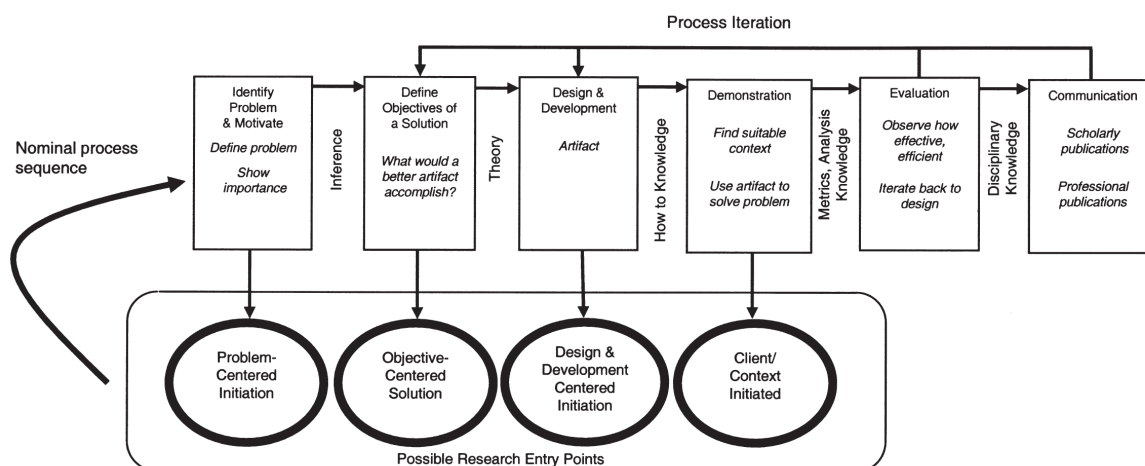 Process Iteration
Nominal process
sequence
Identify
Problem
& Motivate
Define problem
Show
importance
Inference
Define
Objectives of
a Solution
What would a
better artifact
accomplish?
Theory
Design &
Development
Artifact
How to Knowledge
Demonstration
Find suitable
context
Use artifact to
solve problem
Metrics, Analysis
Knowledge
Evaluation
Observe how
effective,
efficient
Iterate back to
design
Disciplinary
Knowledge
Communication
Scholarly
publications
Professional
publications
Problem-
Centered
Initiation
Objective-
Centered
Solution
Design &
Development
Centered
Initiation
Client/
Context
Initiated
Possible Research Entry Points